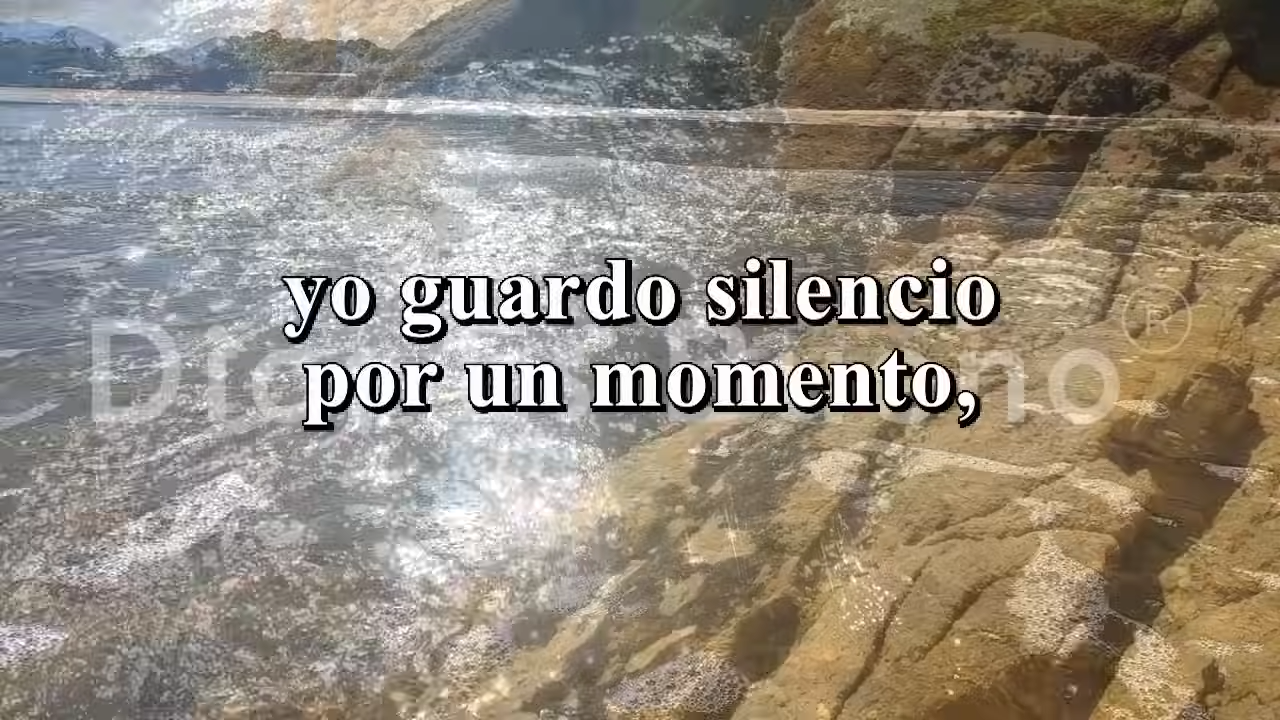 yo guardo silencio
por un momento,
®